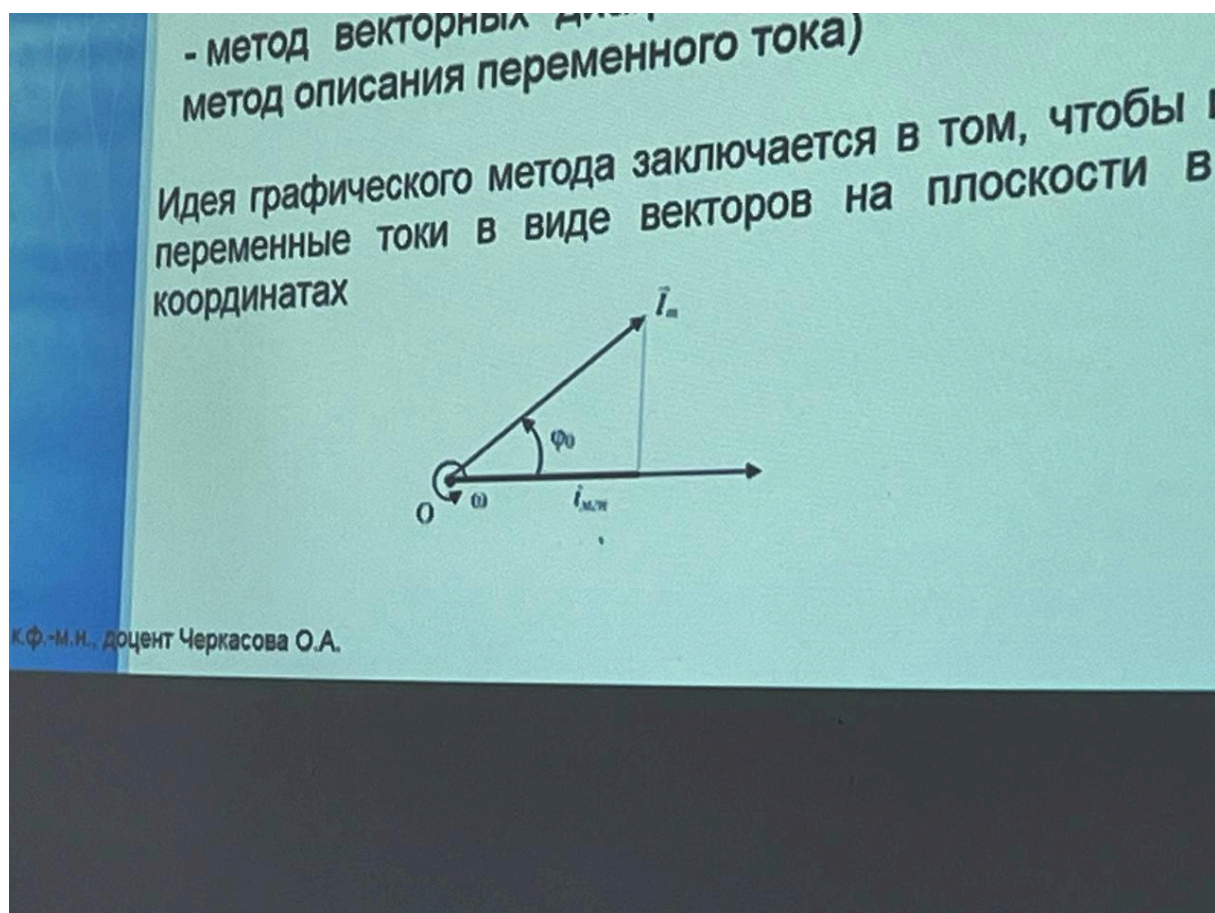 - метод векторных
метод описания переменного тока)
Идея графического метода заключается в том, чтобы
переменные токи в виде векторов на плоскости в
координатах
I⃗ₘ
φ₀
O ω iₘгн
к.ф.-м.н., доцент Черкасова О.А.